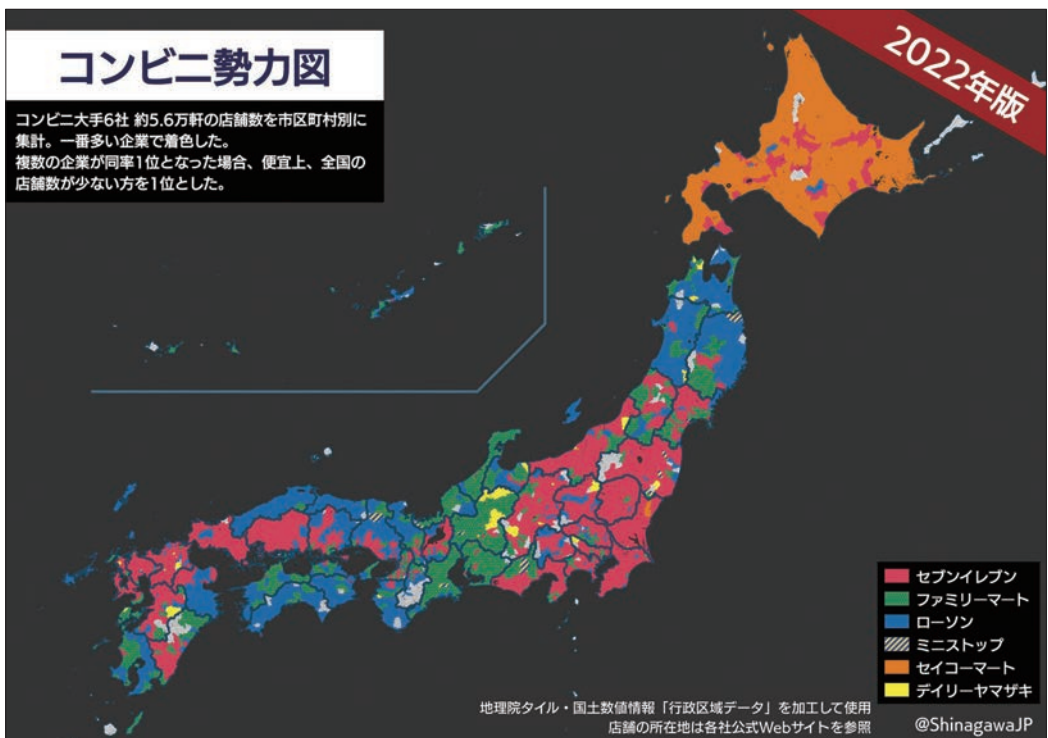 コンビニ勢力図
2022年版
コンビニ大手6社 約5.6万軒の店舗数を市区町村別に
集計。一番多い企業で着色した。
複数の企業が同率1位となった場合、便宜上、全国の
店舗数が少ない方を1位とした。
セブンイレブン
ファミリーマート
ローソン
ミニストップ
セイコーマート
デイリーヤマザキ
地理院タイル・国土数値情報「行政区域データ」を加工して使用
店舗の所在地は各社公式Webサイトを参照
@ShinagawaJP